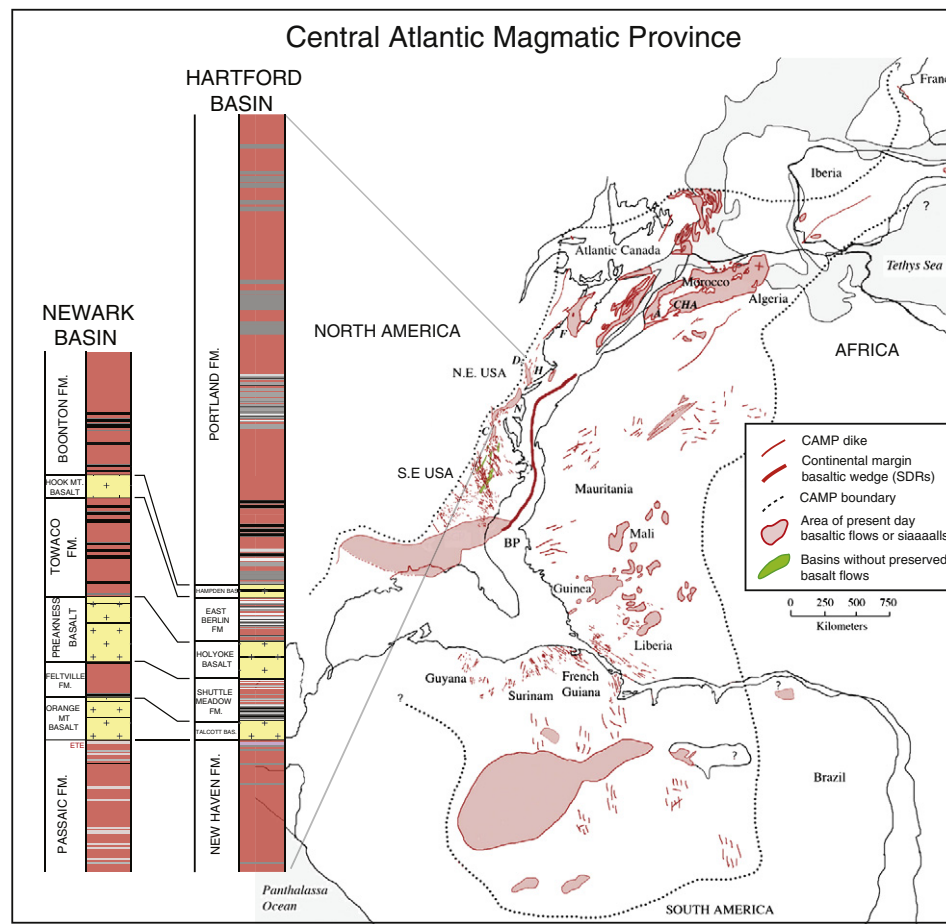 Central Atlantic Magmatic Province
HARTFORD
BASIN
NEWARK
BASIN
BOONTON FM.
HOOK MT.
BASALT
TOWACO
FM.
PREAKNESS
BASALT
FELTVILLE
FM.
ORANGE
MT
BASALT
ETE
PASSAIC FM.
PORTLAND FM.
HAMPDEN BAS
EAST
BERLIN
FM
HOLYOKE
BASALT
SHUTTLE
MEADOW
FM.
TALCOTT BAS.
NEW HAVEN FM.
?
Franc
Iberia
?
Tethys Sea
Atlantic Canada
Morocco
CHA
A
Algeria
NORTH AMERICA
AFRICA
F
D
H
N.E. USA
N
C
S.E USA
BP
Mauritania
Mali
Guinea
Liberia
Guyana
Surinam
French
Guiana
?
?
?
Brazil
Panthalassa
Ocean
SOUTH AMERICA
CAMP dike
Continental margin
basaltic wedge (SDRs)
CAMP boundary
Area of present day
basaltic flows or siaaaalls
Basins without preserved
basalt flows
0 250 500 750
Kilometers